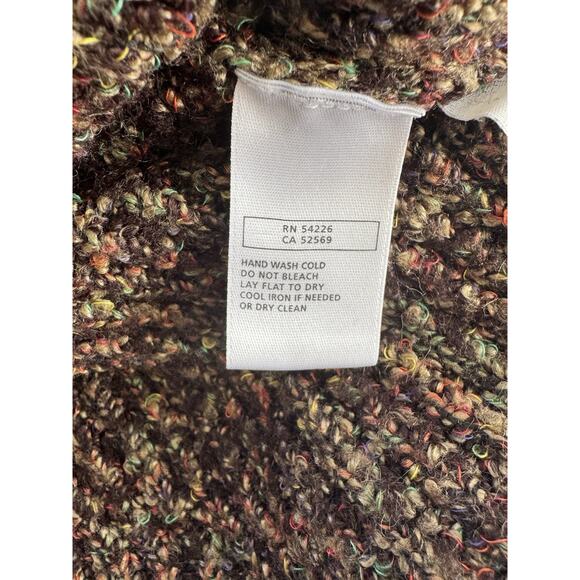 RN 54226
CA 52569
HAND WASH COLD
DO NOT BLEACH
LAY FLAT TO DRY
COOL IRON IF NEEDED
OR DRY CLEAN